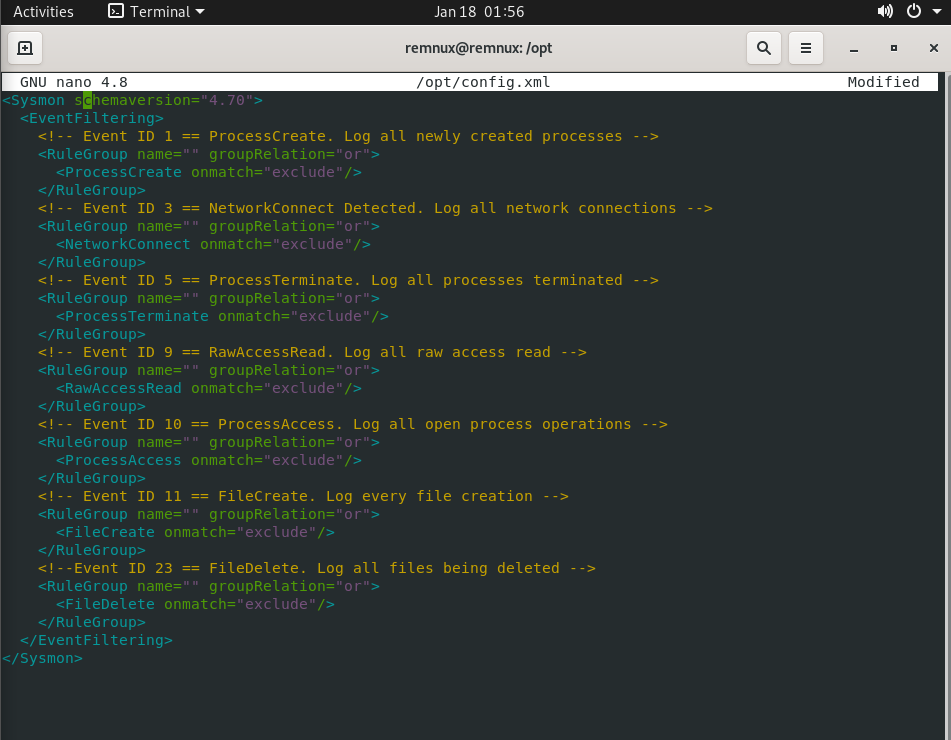 Activities Terminal Jan 18 01:56
remnux@remnux: /opt
GNU nano 4.8 /opt/config.xml Modified
<Sysmon schemaversion="4.70">
  <EventFiltering>
    <!-- Event ID 1 == ProcessCreate. Log all newly created processes -->
    <RuleGroup name="" groupRelation="or">
      <ProcessCreate onmatch="exclude"/>
    </RuleGroup>
    <!-- Event ID 3 == NetworkConnect Detected. Log all network connections -->
    <RuleGroup name="" groupRelation="or">
      <NetworkConnect onmatch="exclude"/>
    </RuleGroup>
    <!-- Event ID 5 == ProcessTerminate. Log all processes terminated -->
    <RuleGroup name="" groupRelation="or">
      <ProcessTerminate onmatch="exclude"/>
    </RuleGroup>
    <!-- Event ID 9 == RawAccessRead. Log all raw access read -->
    <RuleGroup name="" groupRelation="or">
      <RawAccessRead onmatch="exclude"/>
    </RuleGroup>
    <!-- Event ID 10 == ProcessAccess. Log all open process operations -->
    <RuleGroup name="" groupRelation="or">
      <ProcessAccess onmatch="exclude"/>
    </RuleGroup>
    <!-- Event ID 11 == FileCreate. Log every file creation -->
    <RuleGroup name="" groupRelation="or">
      <FileCreate onmatch="exclude"/>
    </RuleGroup>
    <!--Event ID 23 == FileDelete. Log all files being deleted -->
    <RuleGroup name="" groupRelation="or">
      <FileDelete onmatch="exclude"/>
    </RuleGroup>
  </EventFiltering>
</Sysmon>